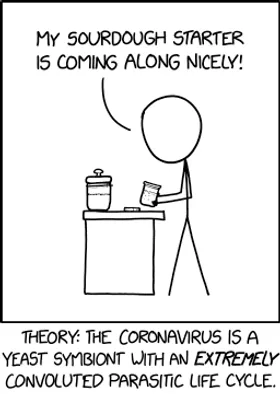 MY SOURDOUGH STARTER
IS COMING ALONG NICELY!
THEORY: THE CORONAVIRUS IS A
YEAST SYMBIONT WITH AN EXTREMELY
CONVOLUTED PARASITIC LIFE CYCLE.